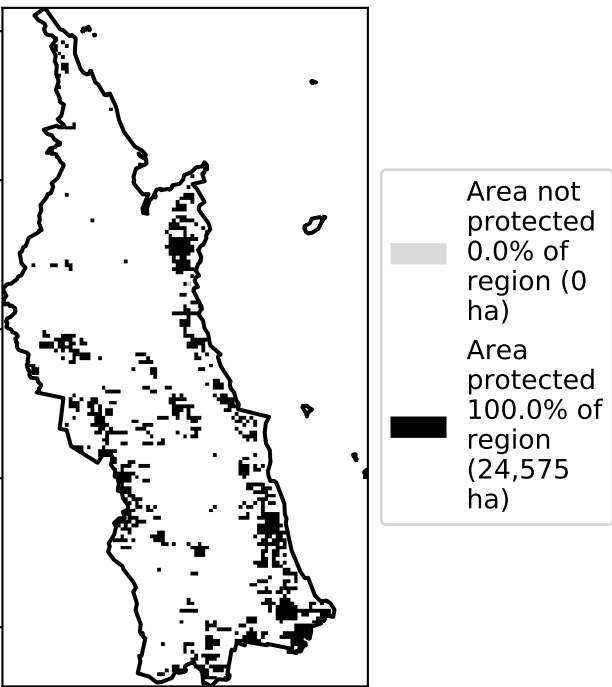 Area not
protected
0.0% of
region (0
ha)
Area
protected
100.0% of
region
(24,575
ha)